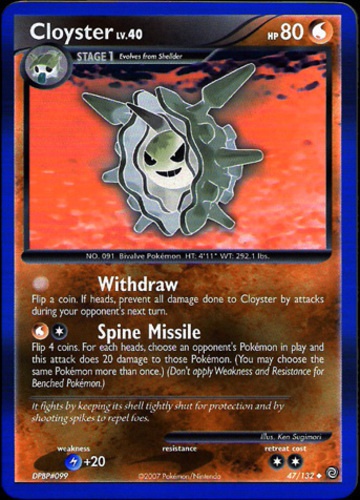 Cloyster LV.40 HP 80
STAGE 1 Evolves from Shellder
NO. 091 Bivalve Pokémon HT: 4'11" WT: 292.1 lbs.
Withdraw
Flip a coin. If heads, prevent all damage done to Cloyster by attacks
during your opponent's next turn.
Spine Missile
Flip 4 coins. For each heads, choose an opponent's Pokémon in play and
this attack does 20 damage to those Pokémon. (You may choose the
same Pokémon more than once.) (Don't apply Weakness and Resistance for
Benched Pokémon.)
It fights by keeping its shell tightly shut for protection and by
shooting spikes to repel foes.
Illus. Ken Sugimori
weakness resistance retreat cost
+20
DPBP#099 ©2007 Pokémon/Nintendo 47/132